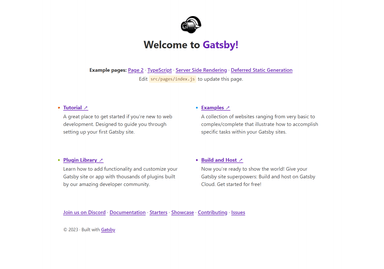 Welcome to Gatsby!
Example pages: Page 2 · TypeScript · Server Side Rendering · Deferred Static Generation
Edit src/pages/index.js to update this page.
Tutorial ↗
A great place to get started if you're new to web
development. Designed to guide you through
setting up your first Gatsby site.
Examples ↗
A collection of websites ranging from very basic to
complex/complete that illustrate how to accomplish
specific tasks within your Gatsby sites.
Plugin Library ↗
Learn how to add functionality and customize your
Gatsby site or app with thousands of plugins built
by our amazing developer community.
Build and Host ↗
Now you're ready to show the world! Give your
Gatsby site superpowers: Build and host on Gatsby
Cloud. Get started for free!
Join us on Discord · Documentation · Starters · Showcase · Contributing · Issues
© 2023 · Built with Gatsby